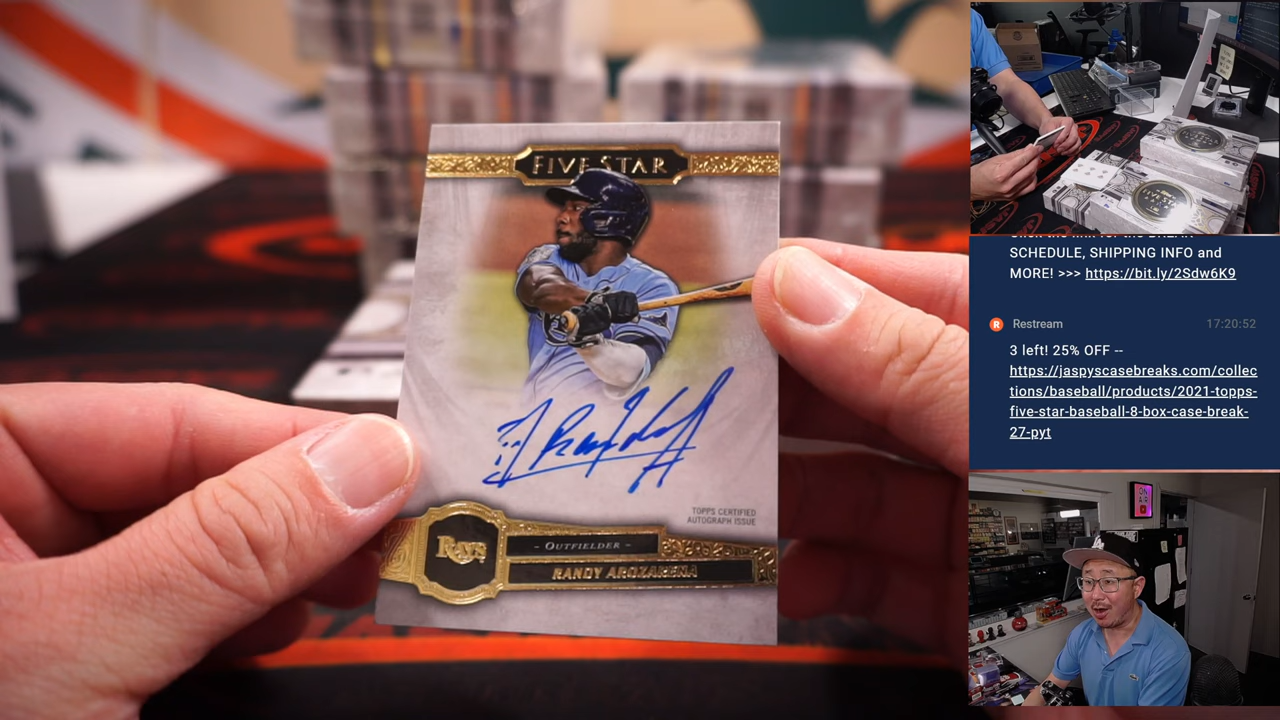 FIVE STAR
TOPPS CERTIFIED
AUTOGRAPH ISSUE
Rays
- OUTFIELDER -
RANDY AROZARENA
SCHEDULE, SHIPPING INFO and
MORE! >>> https://bit.ly/2Sdw6K9
R Restream 17:20:52
3 left! 25% OFF --
https://jaspyscasebreaks.com/collec
tions/baseball/products/2021-topps-
five-star-baseball-8-box-case-break-
27-pyt
ON
AIR